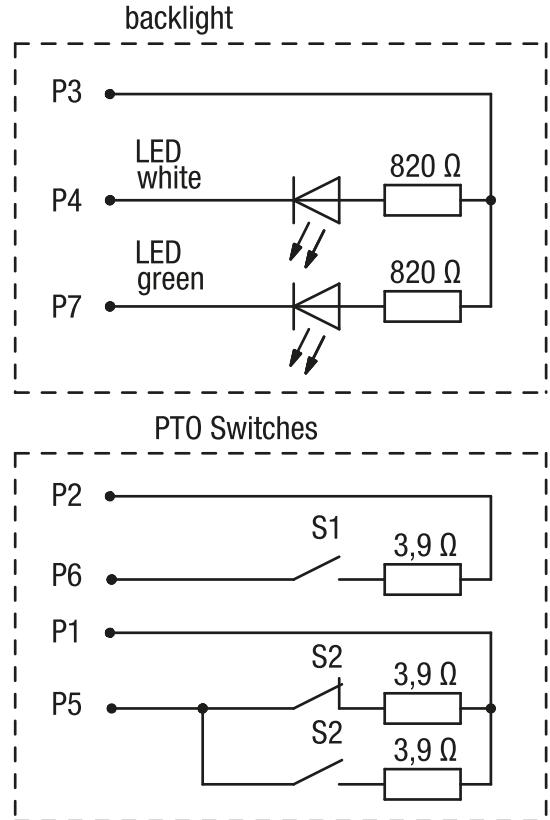 backlight
P3
LED
white
820 Ω
P4
LED
green
820 Ω
P7
PTO Switches
P2
S1
3,9 Ω
P6
P1
S2
3,9 Ω
P5
S2
3,9 Ω